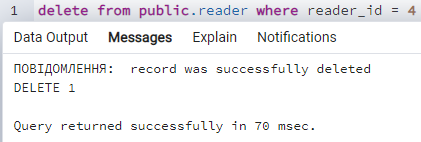 1 delete from public.reader where reader_id = 4
Data Output Messages Explain Notifications
ПОВІДОМЛЕННЯ: record was successfully deleted
DELETE 1
Query returned successfully in 70 msec.